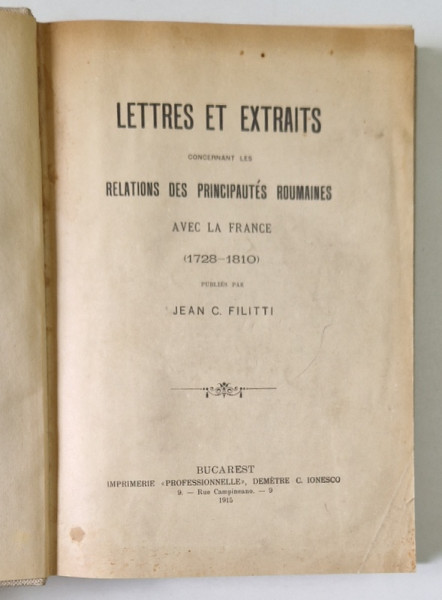 LETTRES ET EXTRAITS
CONCERNANT LES
RELATIONS DES PRINCIPAUTÉS ROUMAINES
AVEC LA FRANCE
(1728-1810)
PUBLIÉS PAR
JEAN C. FILITTI
BUCAREST
IMPRIMERIE «PROFESSIONNELLE», DEMÈTRE C. IONESCO
9. — Rue Campineanu. — 9
1915